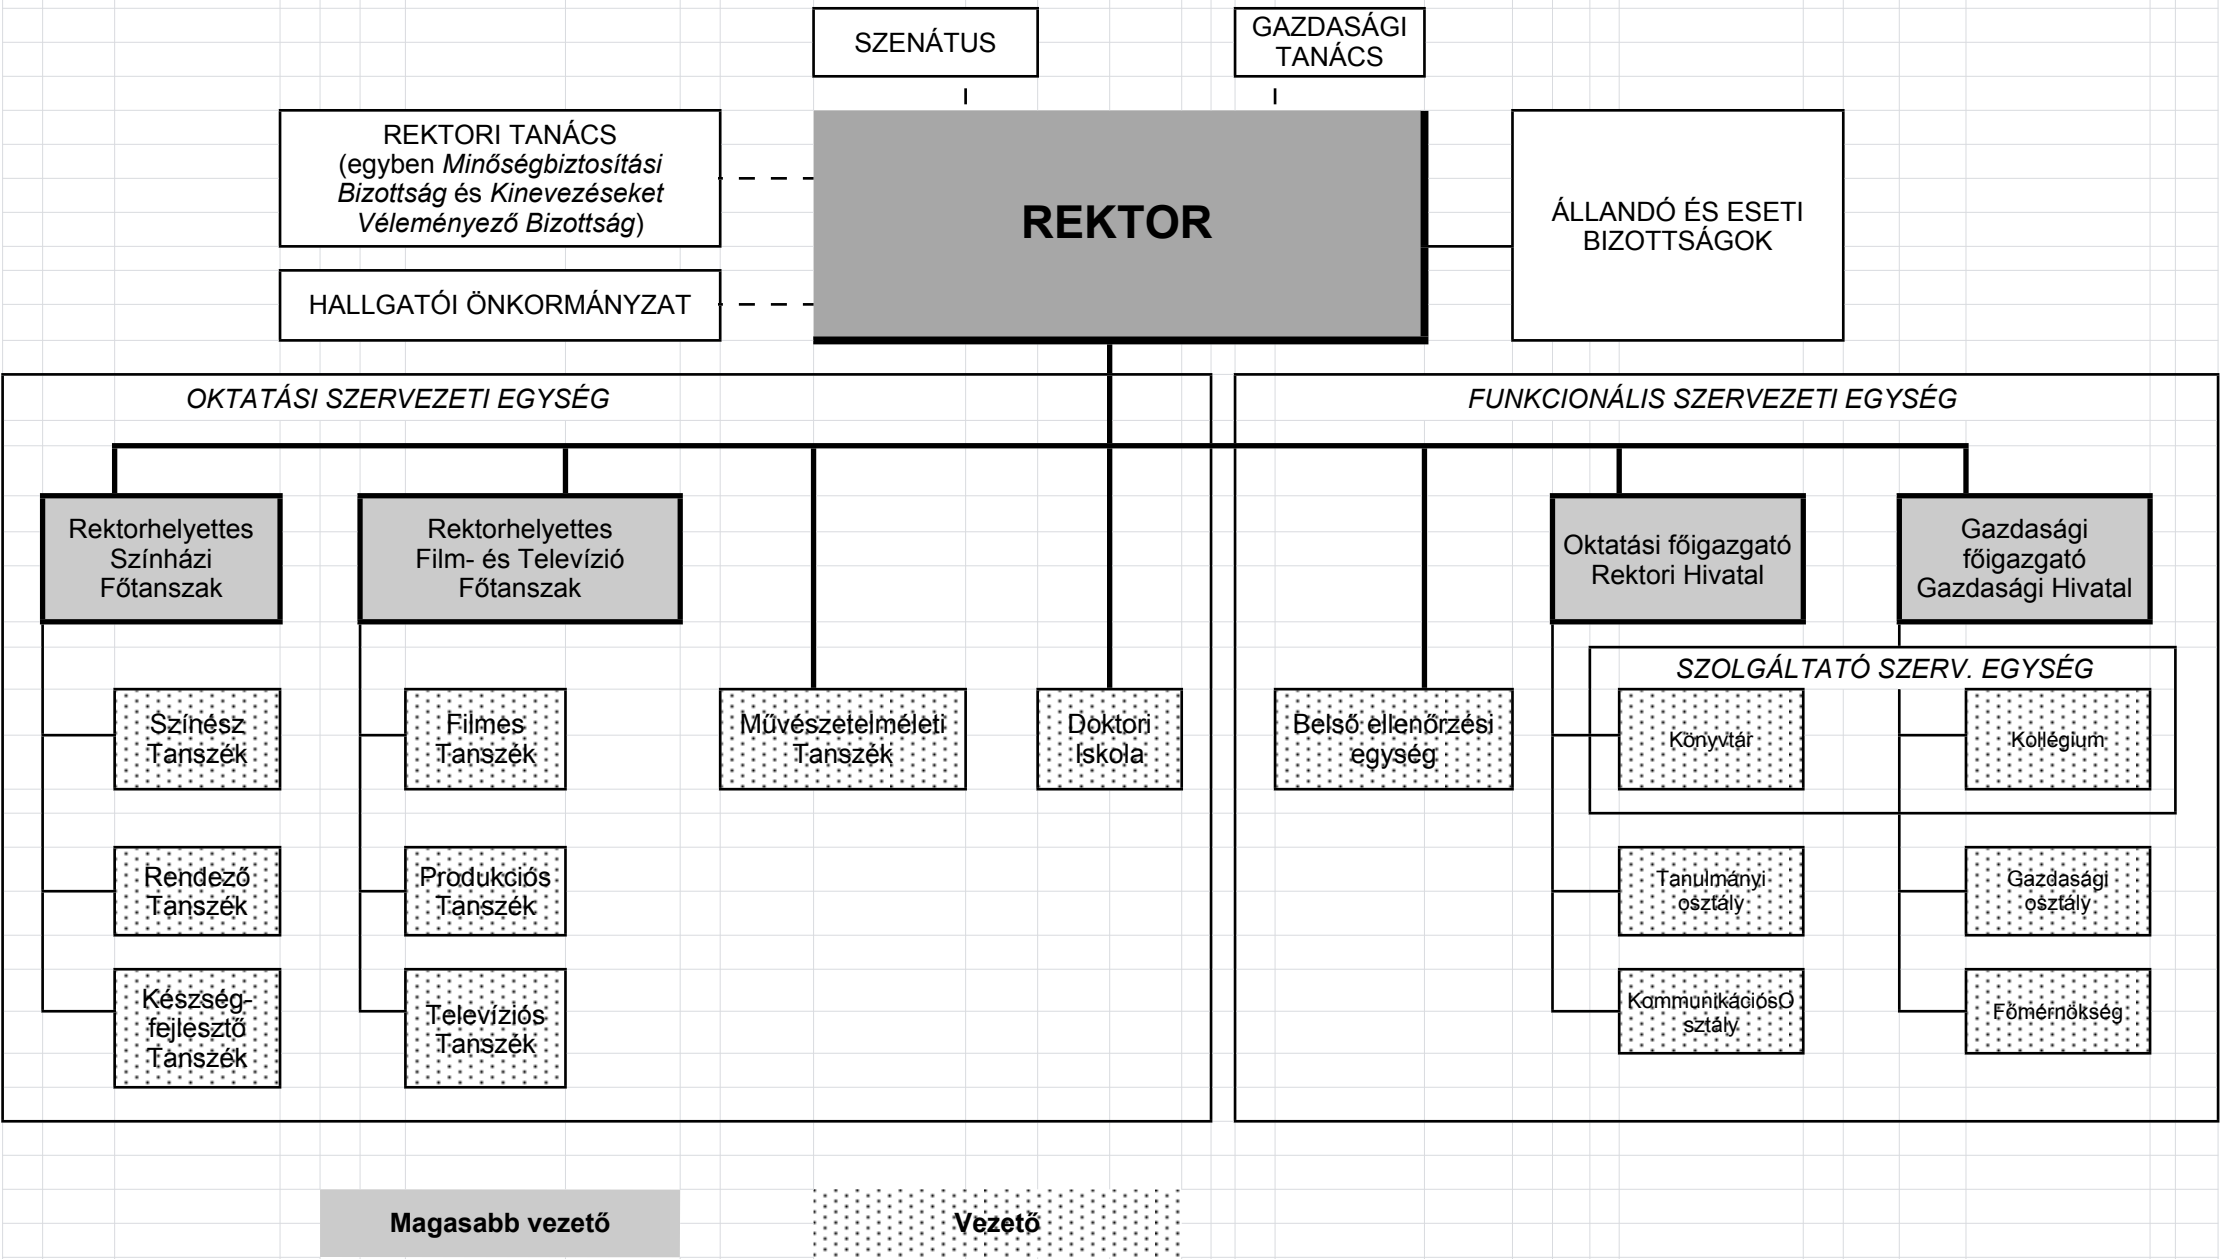 SZENÁTUS
GAZDASÁGI
TANÁCS
REKTORI TANÁCS
(egyben Minőségbiztosítási
Bizottság és Kinevezéseket
Véleményező Bizottság)
HALLGATÓI ÖNKORMÁNYZAT
REKTOR
ÁLLANDÓ ÉS ESETI
BIZOTTSÁGOK
OKTATÁSI SZERVEZETI EGYSÉG
FUNKCIONÁLIS SZERVEZETI EGYSÉG
Rektorhelyettes
Színházi
Főtanszak
Rektorhelyettes
Film- és Televízió
Főtanszak
Oktatási főigazgató
Rektori Hivatal
Gazdasági
főigazgató
Gazdasági Hivatal
SZOLGÁLTATÓ SZERV. EGYSÉG
Színész
Tanszék
Filmes
Tanszék
Művészetelméleti
Tanszék
Doktori
Iskola
Belső ellenőrzési
egység
Könyvtár
Kollégium
Rendező
Tanszék
Produkciós
Tanszék
Tanulmányi
osztály
Gazdasági
osztály
Készség-
fejlesztő
Tanszék
Televíziós
Tanszék
KommunikációsO
sztály
Főmérnökség
Magasabb vezető
Vezető